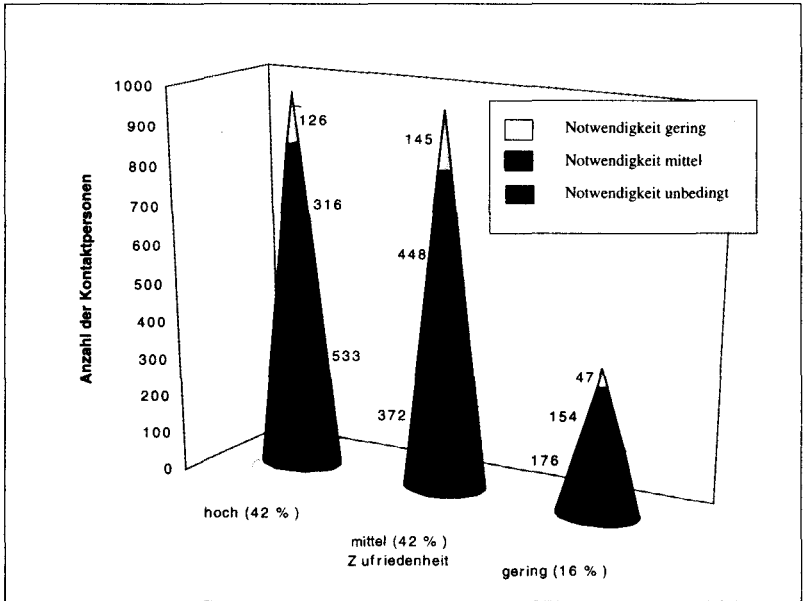 Anzahl der Kontaktpersonen
1000
900
800
700
600
500
400
300
200
100
0
126
316
533
145
448
372
47
154
176
Notwendigkeit gering
Notwendigkeit mittel
Notwendigkeit unbedingt
hoch (42 % )
mittel (42 % )
Zufriedenheit
gering (16 % )